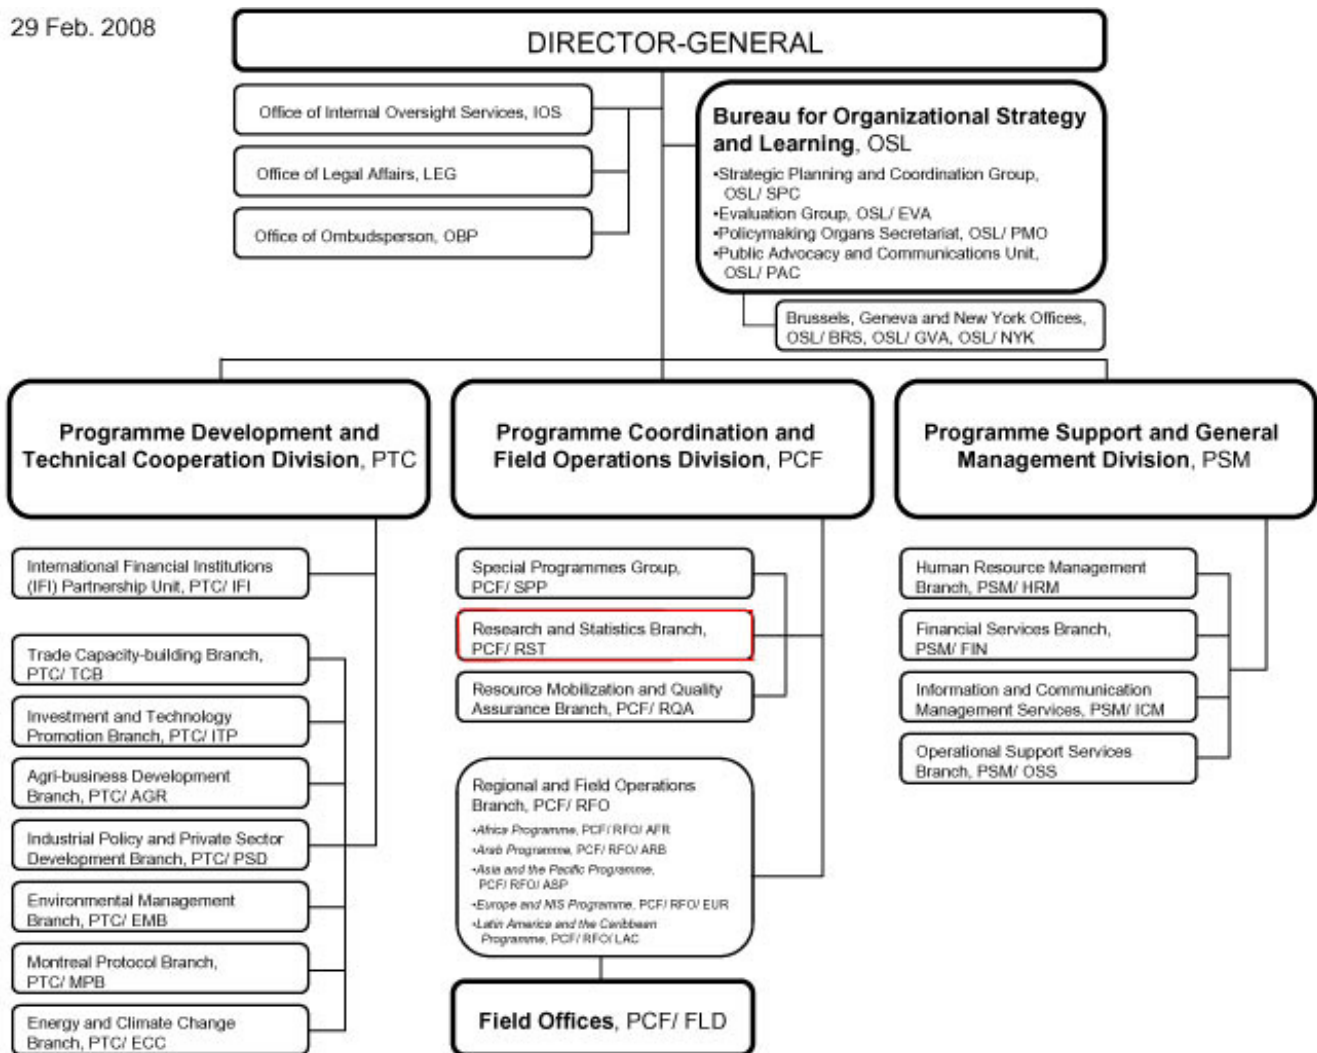 29 Feb. 2008
DIRECTOR-GENERAL
Office of Internal Oversight Services, IOS
Office of Legal Affairs, LEG
Office of Ombudsperson, OBP
Bureau for Organizational Strategy
and Learning, OSL
•Strategic Planning and Coordination Group,
OSL/ SPC
•Evaluation Group, OSL/ EVA
•Policymaking Organs Secretariat, OSL/ PMO
•Public Advocacy and Communications Unit,
OSL/ PAC
Brussels, Geneva and New York Offices,
OSL/ BRS, OSL/ GVA, OSL/ NYK
Programme Development and
Technical Cooperation Division, PTC
International Financial Institutions
(IFI) Partnership Unit, PTC/ IFI
Trade Capacity-building Branch,
PTC/ TCB
Investment and Technology
Promotion Branch, PTC/ ITP
Agri-business Development
Branch, PTC/ AGR
Industrial Policy and Private Sector
Development Branch, PTC/ PSD
Environmental Management
Branch, PTC/ EMB
Montreal Protocol Branch,
PTC/ MPB
Energy and Climate Change
Branch, PTC/ ECC
Programme Coordination and
Field Operations Division, PCF
Special Programmes Group,
PCF/ SPP
Research and Statistics Branch,
PCF/ RST
Resource Mobilization and Quality
Assurance Branch, PCF/ RQA
Regional and Field Operations
Branch, PCF/ RFO
•Africa Programme, PCF/ RFO/ AFR
•Arab Programme, PCF/ RFO/ ARB
•Asia and the Pacific Programme,
PCF/ RFO/ ASP
•Europe and NIS Programme, PCF/ RFO/ EUR
•Latin America and the Caribbean
Programme, PCF/ RFO/ LAC
Field Offices, PCF/ FLD
Programme Support and General
Management Division, PSM
Human Resource Management
Branch, PSM/ HRM
Financial Services Branch,
PSM/ FIN
Information and Communication
Management Services, PSM/ ICM
Operational Support Services
Branch, PSM/ OSS